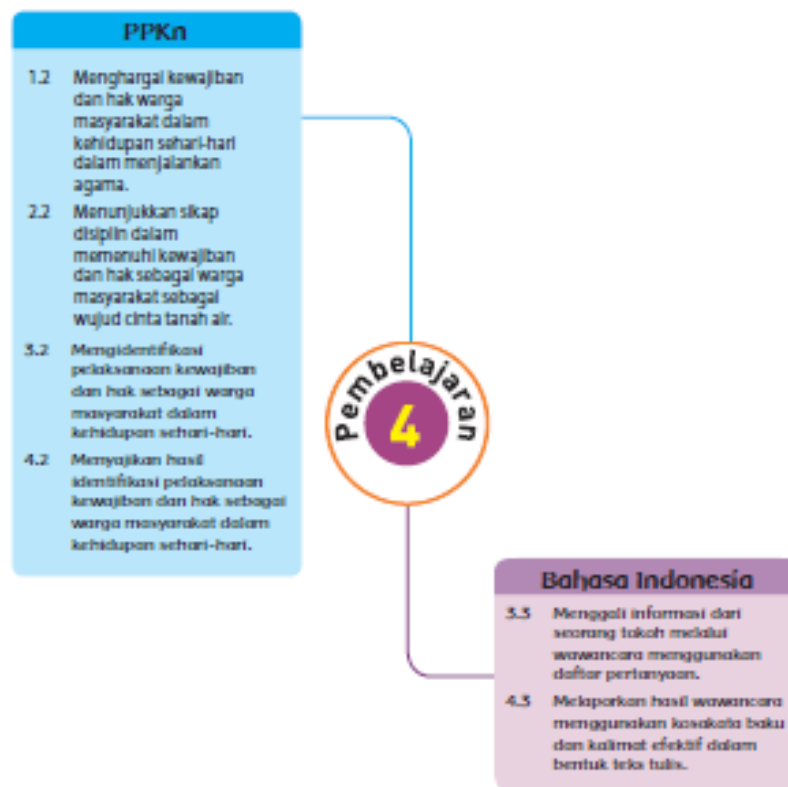 PPKn
1.2 Menghargai kewajiban
dan hak warga
masyarakat dalam
kehidupan sehari-hari
dalam menjalankan
agama.
2.2 Menunjukkan sikap
disiplin dalam
memenuhi kewajiban
dan hak sebagai warga
masyarakat sebagai
wujud cinta tanah air.
3.2 Mengidentifikasi
pelaksanaan kewajiban
dan hak sebagai warga
masyarakat dalam
kehidupan sehari-hari.
4.2 Menyajikan hasil
identifikasi pelaksanaan
kewajiban dan hak sebagai
warga masyarakat dalam
kehidupan sehari-hari.
Pembelajaran
4
Bahasa Indonesia
3.3 Menggali informasi dari
seorang tokoh melalui
wawancara menggunakan
daftar pertanyaan.
4.3 Melaporkan hasil wawancara
menggunakan kosakata baku
dan kalimat efektif dalam
bentuk teks tulis.